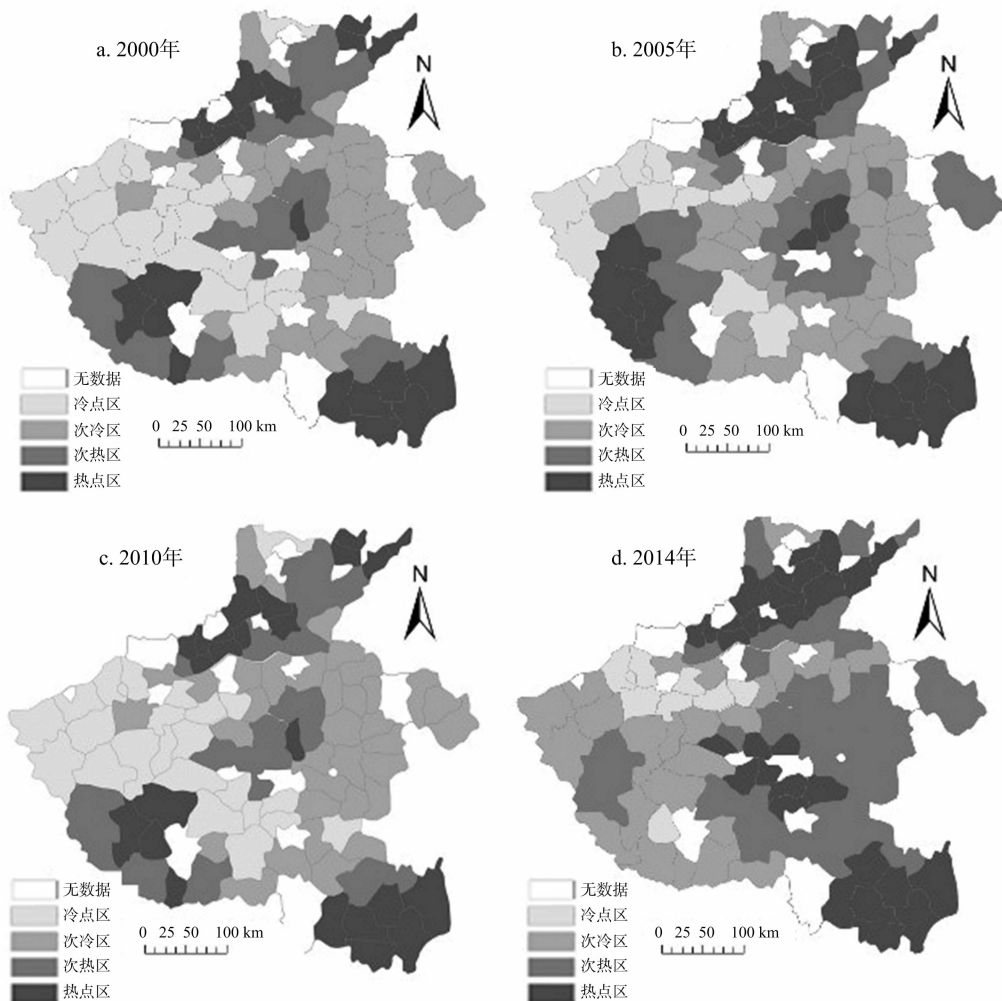 a. 2000年
N
无数据
冷点区
次冷区
次热区
热点区
0 25 50 100 km
b. 2005年
N
无数据
冷点区
次冷区
次热区
热点区
0 25 50 100 km
c. 2010年
N
无数据
冷点区
次冷区
次热区
热点区
0 25 50 100 km
d. 2014年
N
无数据
冷点区
次冷区
次热区
热点区
0 25 50 100 km